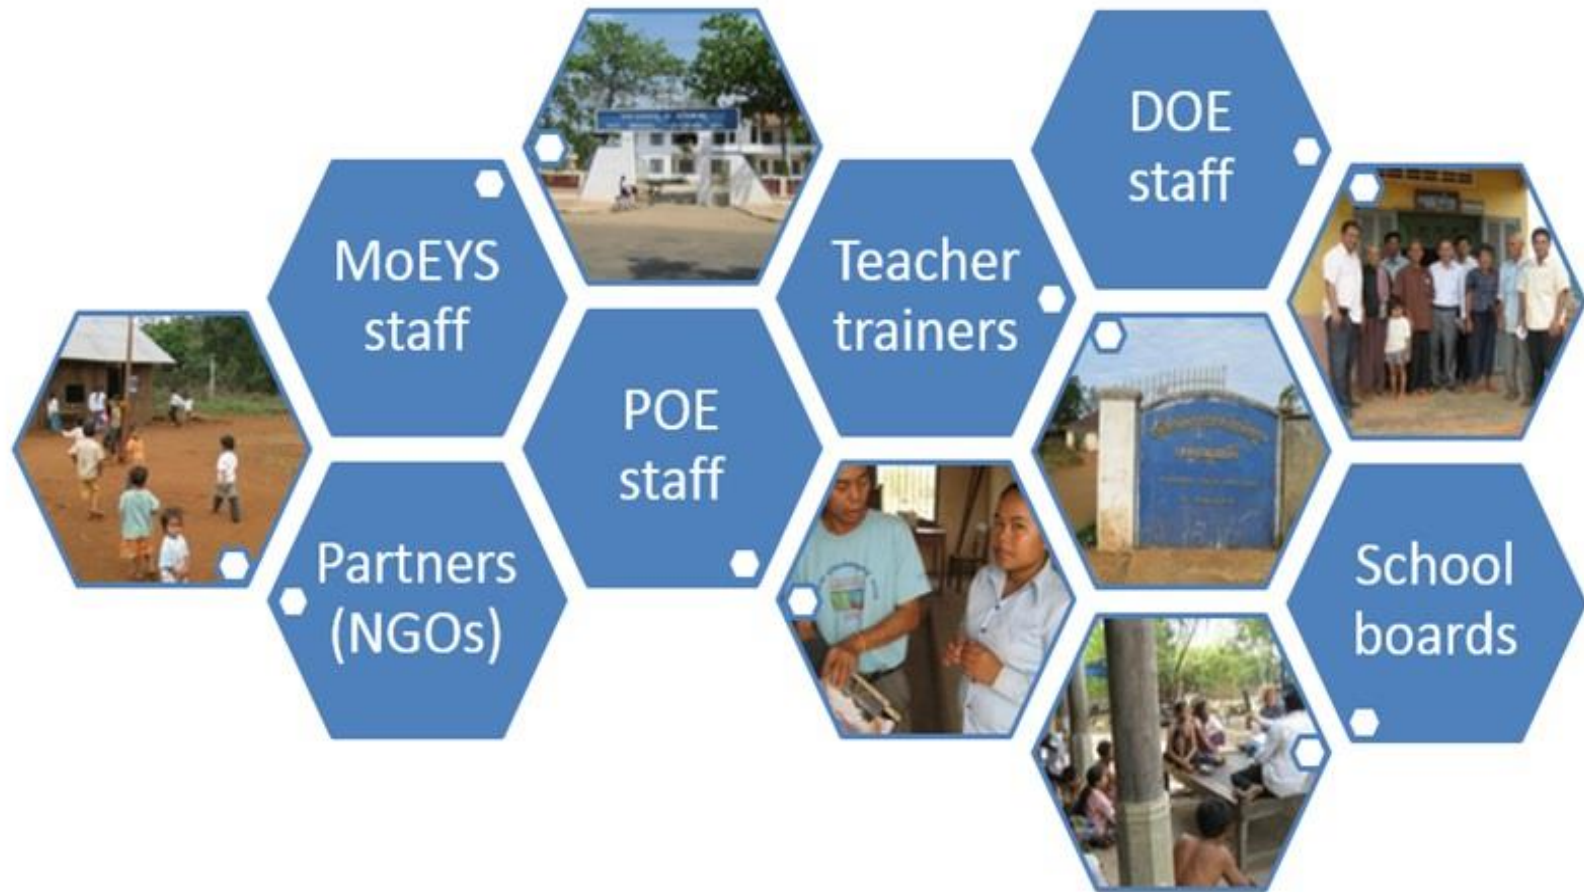 DOE
staff
MoEYS
staff
Teacher
trainers
POE
staff
Partners
(NGOs)
School
boards